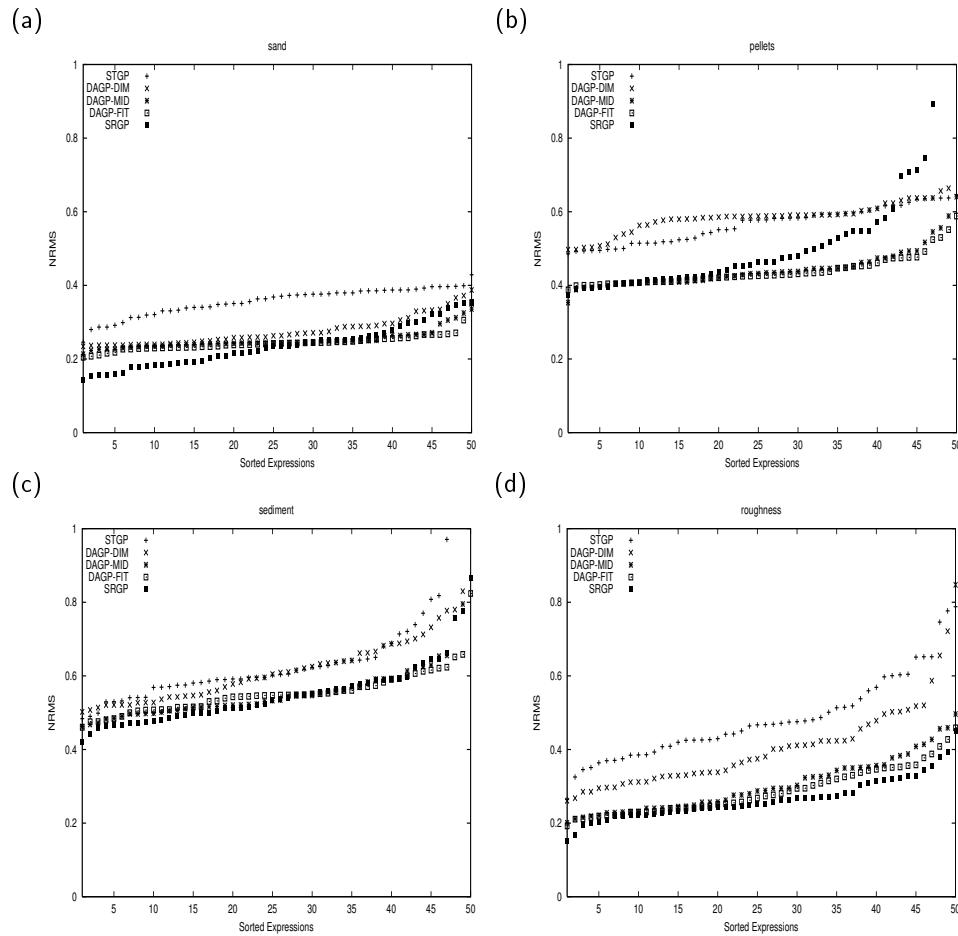 (a)
sand
1
0.8
0.6
0.4
0.2
0
NRMS
STGP
DAGP-DIM
DAGP-MID
DAGP-FIT
SRGP
5 10 15 20 25 30 35 40 45 50
Sorted Expressions
(b)
pellets
1
0.8
0.6
0.4
0.2
0
NRMS
STGP
DAGP-DIM
DAGP-MID
DAGP-FIT
SRGP
5 10 15 20 25 30 35 40 45 50
Sorted Expressions
(c)
sediment
1
0.8
0.6
0.4
0.2
0
NRMS
STGP
DAGP-DIM
DAGP-MID
DAGP-FIT
SRGP
5 10 15 20 25 30 35 40 45 50
Sorted Expressions
(d)
roughness
1
0.8
0.6
0.4
0.2
0
NRMS
STGP
DAGP-DIM
DAGP-MID
DAGP-FIT
SRGP
5 10 15 20 25 30 35 40 45 50
Sorted Expressions